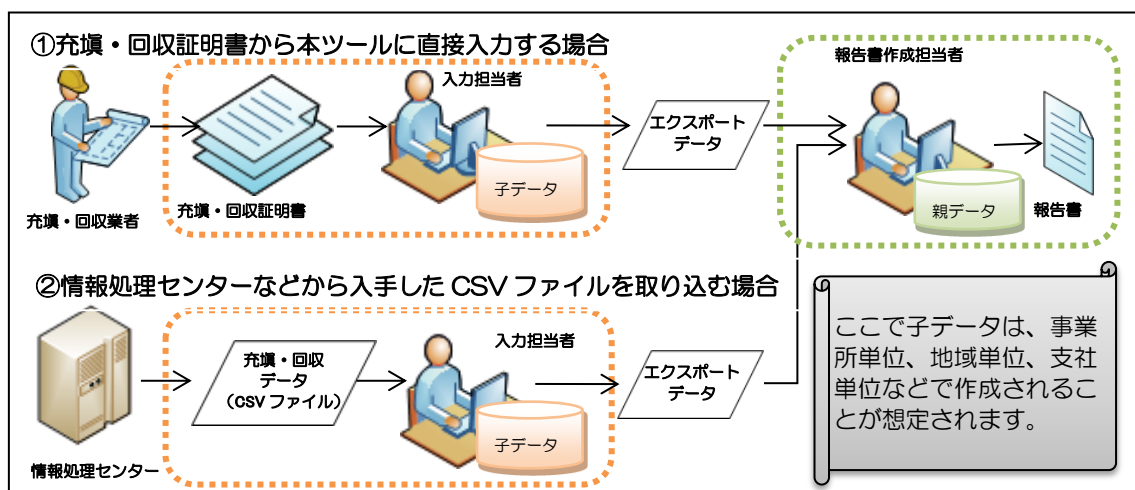 ①充塡・回収証明書から本ツールに直接入力する場合
入力担当者
報告書作成担当者
エクスポート
データ
子データ
親データ
充塡・回収業者
充塡・回収証明書
報告書
②情報処理センターなどから入手した CSV ファイルを取り込む場合
入力担当者
充塡・回収
データ
（CSV ファイル）
エクスポート
データ
子データ
情報処理センター
ここで子データは、事業
所単位、地域単位、支社
単位などで作成されるこ
とが想定されます。